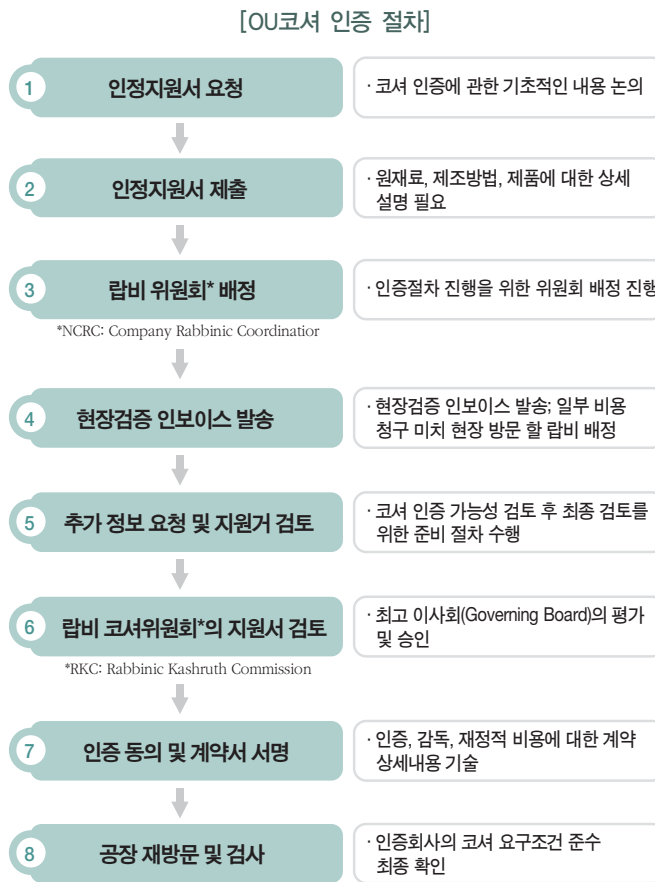 [OU코셔 인증 절차]
1 인정지원서 요청
· 코셔 인증에 관한 기초적인 내용 논의
2 인정지원서 제출
· 원재료, 제조방법, 제품에 대한 상세
설명 필요
3 랍비 위원회* 배정
· 인증절차 진행을 위한 위원회 배정 진행
*NCRC: Company Rabbinic Coordinatior
4 현장검증 인보이스 발송
· 현장검증 인보이스 발송; 일부 비용
청구 미치 현장 방문 할 랍비 배정
5 추가 정보 요청 및 지원거 검토
· 코셔 인증 가능성 검토 후 최종 검토를
위한 준비 절차 수행
6 랍비 코셔위원회*의 지원서 검토
· 최고 이사회(Governing Board)의 평가
및 승인
*RKC: Rabbinic Kashruth Commission
7 인증 동의 및 계약서 서명
· 인증, 감독, 재정적 비용에 대한 계약
상세내용 기술
8 공장 재방문 및 검사
· 인증회사의 코셔 요구조건 준수
최종 확인